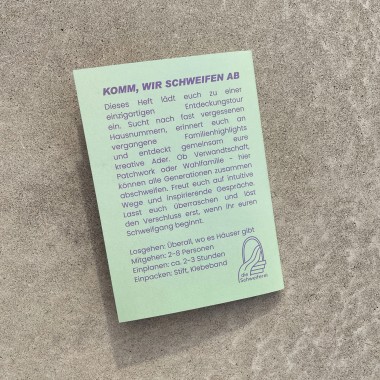 KOMM, WIR SCHWEIFEN AB
Dieses Heft lädt euch zu einer
einzigartigen Entdeckungstour
ein. Sucht nach fast vergessenen
Hausnummern, erinnert euch an
vergangene Familienhighlights
und entdeckt gemeinsam eure
kreative Ader. Ob Verwandtschaft,
Patchwork oder Wahlfamilie - hier
können alle Generationen zusammen
abschweifen. Freut euch auf intuitive
Wege und inspirierende Gespräche.
Lasst euch überraschen und löst
den Verschluss erst, wenn ihr euren
Schweifgang beginnt.
Losgehen: Überall, wo es Häuser gibt
Mitgehen: 2-8 Personen
Einplanen: ca. 2-3 Stunden
Einpacken: Stift, Klebeband
die
Schweiferei